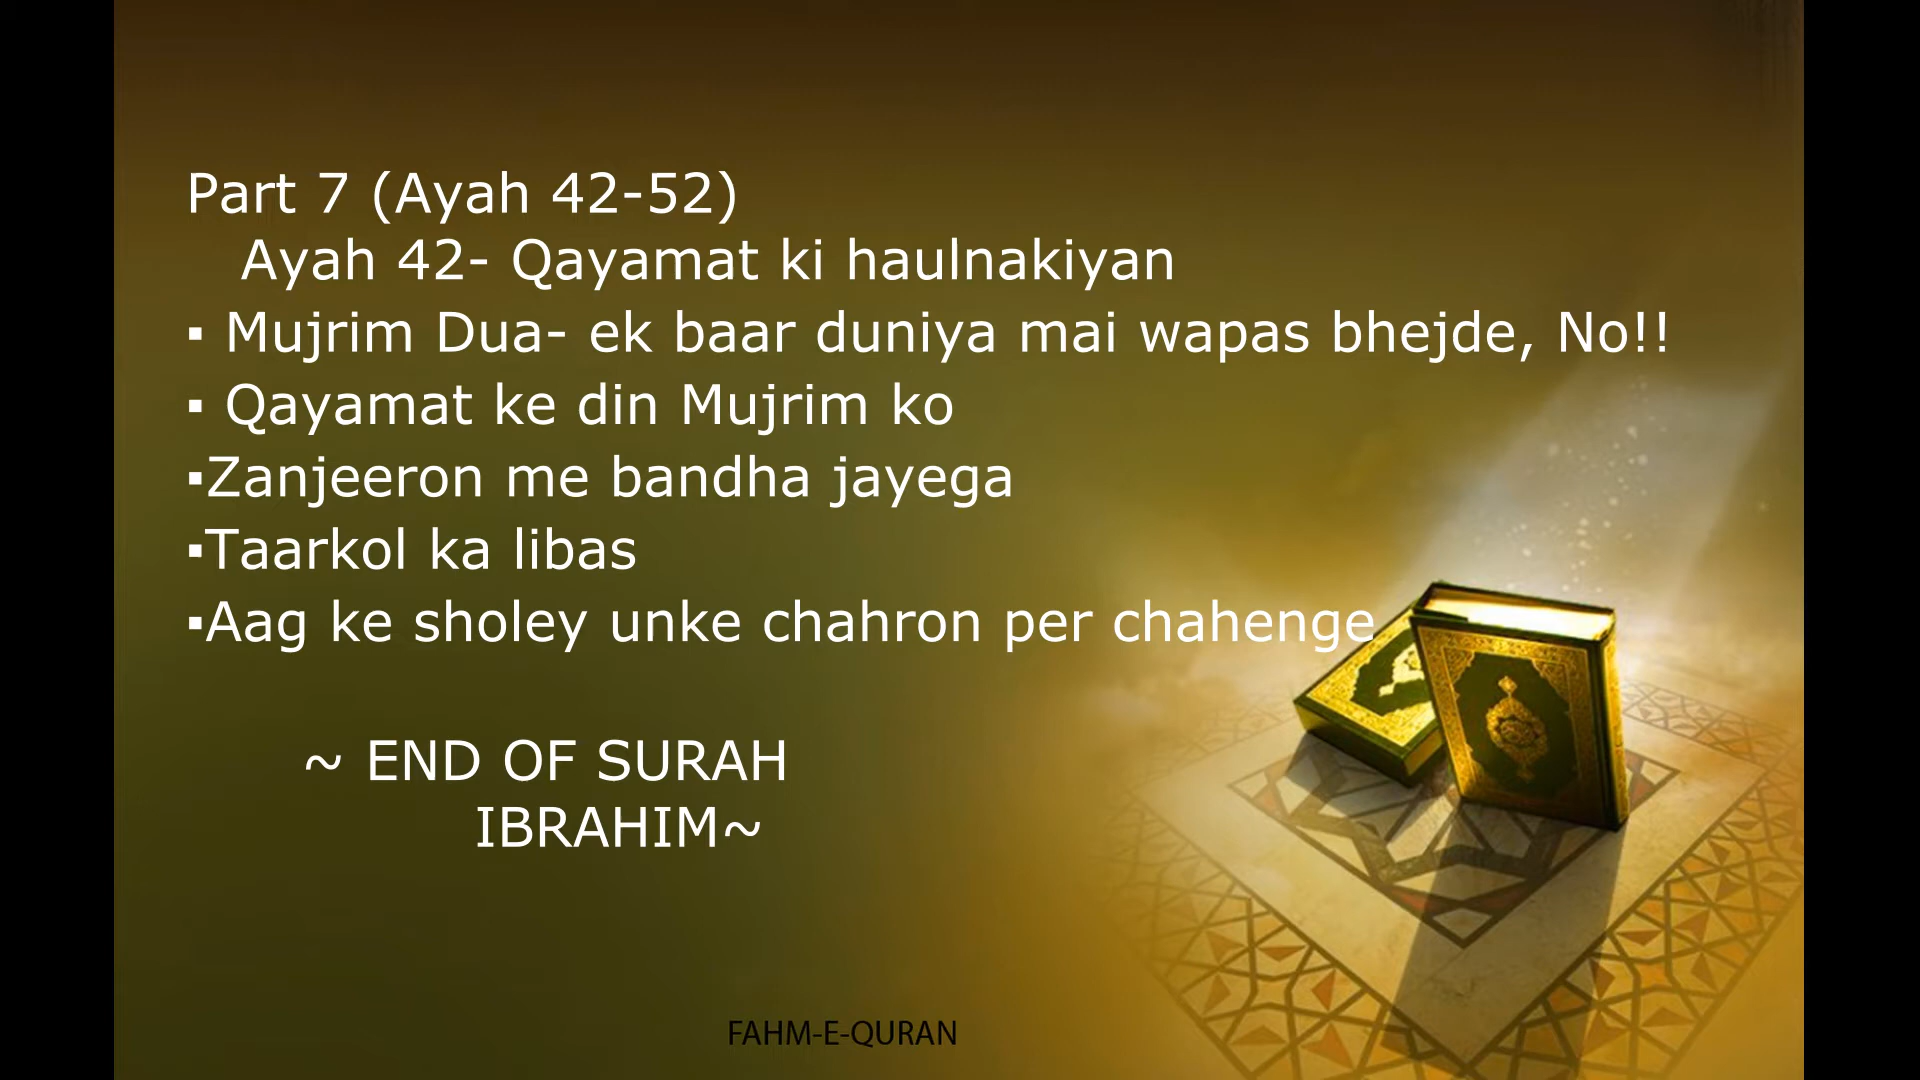 Part 7 (Ayah 42-52)
Ayah 42- Qayamat ki haulnakiyan
▪ Mujrim Dua- ek baar duniya mai wapas bhejde, No!!
▪ Qayamat ke din Mujrim ko
▪Zanjeeron me bandha jayega
▪Taarkol ka libas
▪Aag ke sholey unke chahron per chahenge
~ END OF SURAH
IBRAHIM~
FAHM-E-QURAN